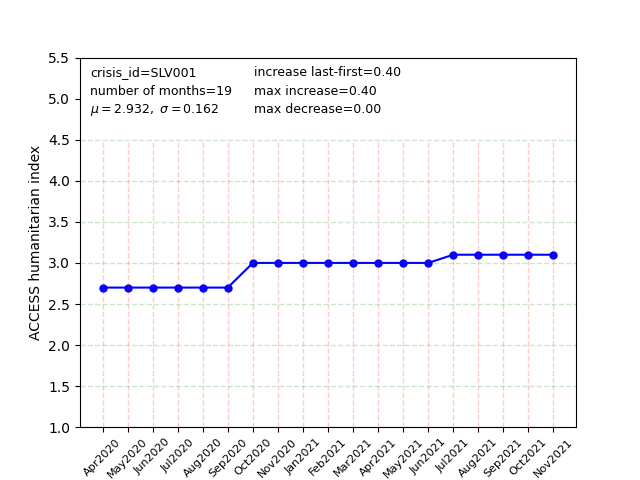 crisis_id=SLV001
number of months=19
μ=2.932, σ=0.162
increase last-first=0.40
max increase=0.40
max decrease=0.00
ACCESS humanitarian index
5.5
5.0
4.5
4.0
3.5
3.0
2.5
2.0
1.5
1.0
Apr2020
May2020
Jun2020
Jul2020
Aug2020
Sep2020
Oct2020
Nov2020
Jan2021
Feb2021
Mar2021
Apr2021
May2021
Jun2021
Jul2021
Aug2021
Sep2021
Oct2021
Nov2021